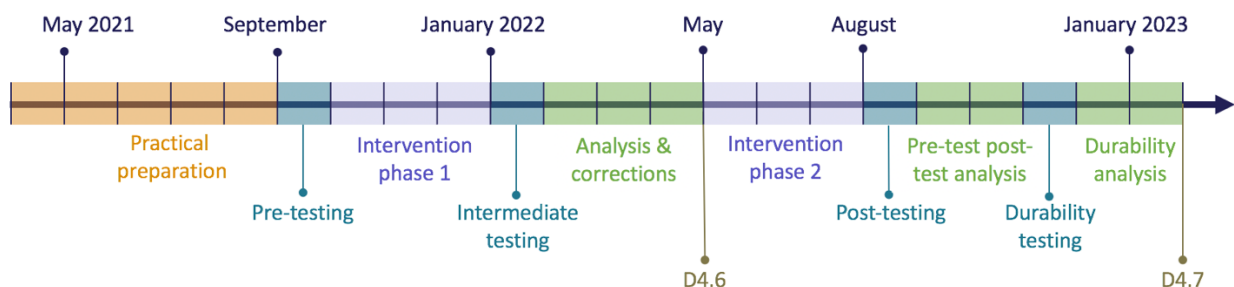 May 2021
September
January 2022
May
August
January 2023
Practical
preparation
Intervention
phase 1
Analysis &
corrections
Intervention
phase 2
Pre-test post-
test analysis
Durability
analysis
Pre-testing
Intermediate
testing
Post-testing
Durability
testing
D4.6
D4.7